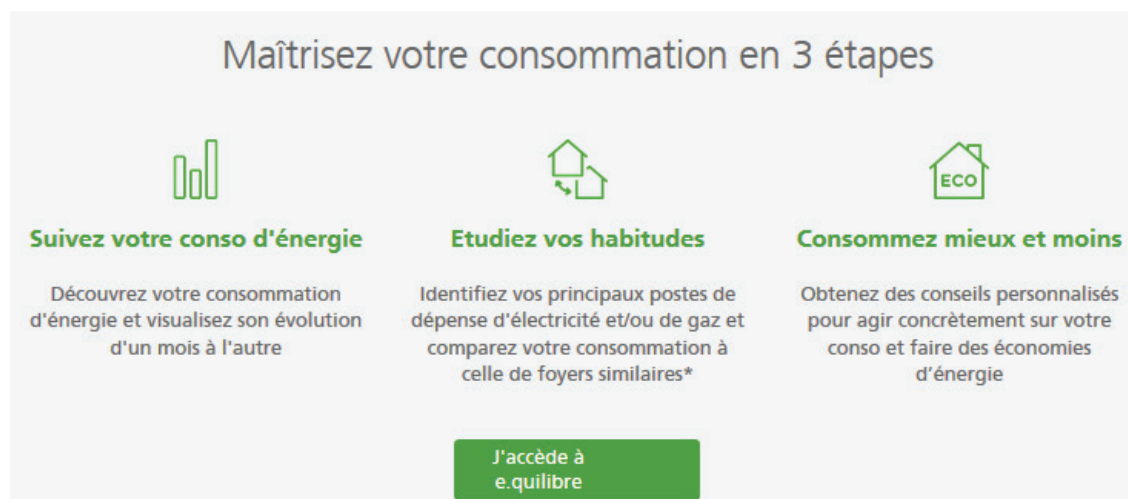 Maîtrisez votre consommation en 3 étapes
ECO
Suivez votre conso d'énergie
Découvrez votre consommation
d'énergie et visualisez son évolution
d'un mois à l'autre
Etudiez vos habitudes
Identifiez vos principaux postes de
dépense d'électricité et/ou de gaz et
comparez votre consommation à
celle de foyers similaires*
Consommez mieux et moins
Obtenez des conseils personnalisés
pour agir concrètement sur votre
conso et faire des économies
d’énergie
J'accède à
e.quilibre